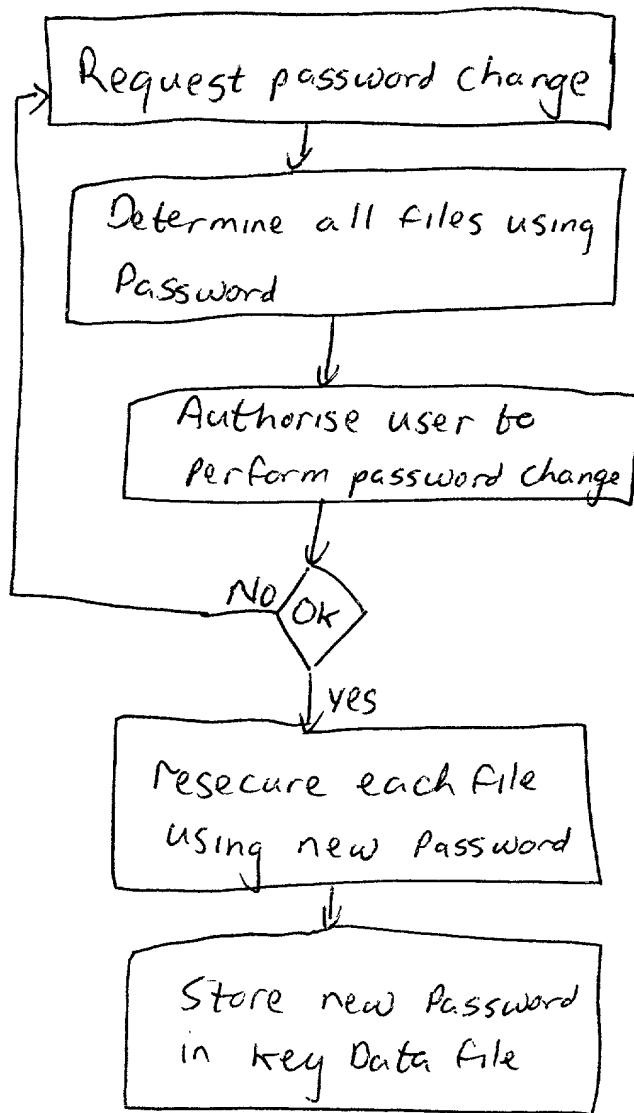 Request password change
Determine all files using
Password
Authorise user to
Perform password change
No
OK
yes
resecure each file
using new Password
Store new Password
in Key Data file